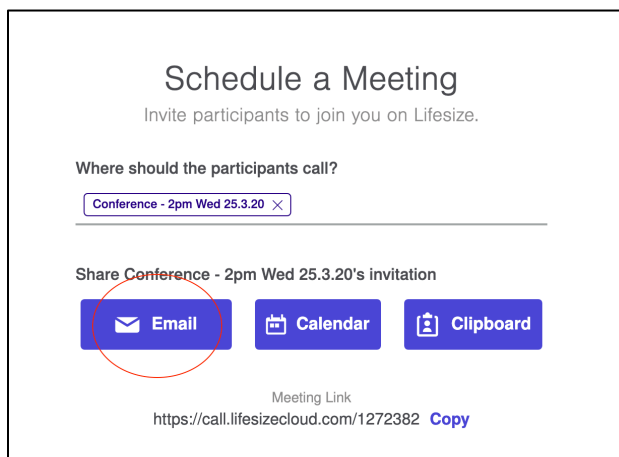 Schedule a Meeting
Invite participants to join you on Lifesize.
Where should the participants call?
Conference - 2pm Wed 25.3.20
Share Conference - 2pm Wed 25.3.20's invitation
Email Calendar Clipboard
Meeting Link
https://call.lifesizecloud.com/1272382 Copy